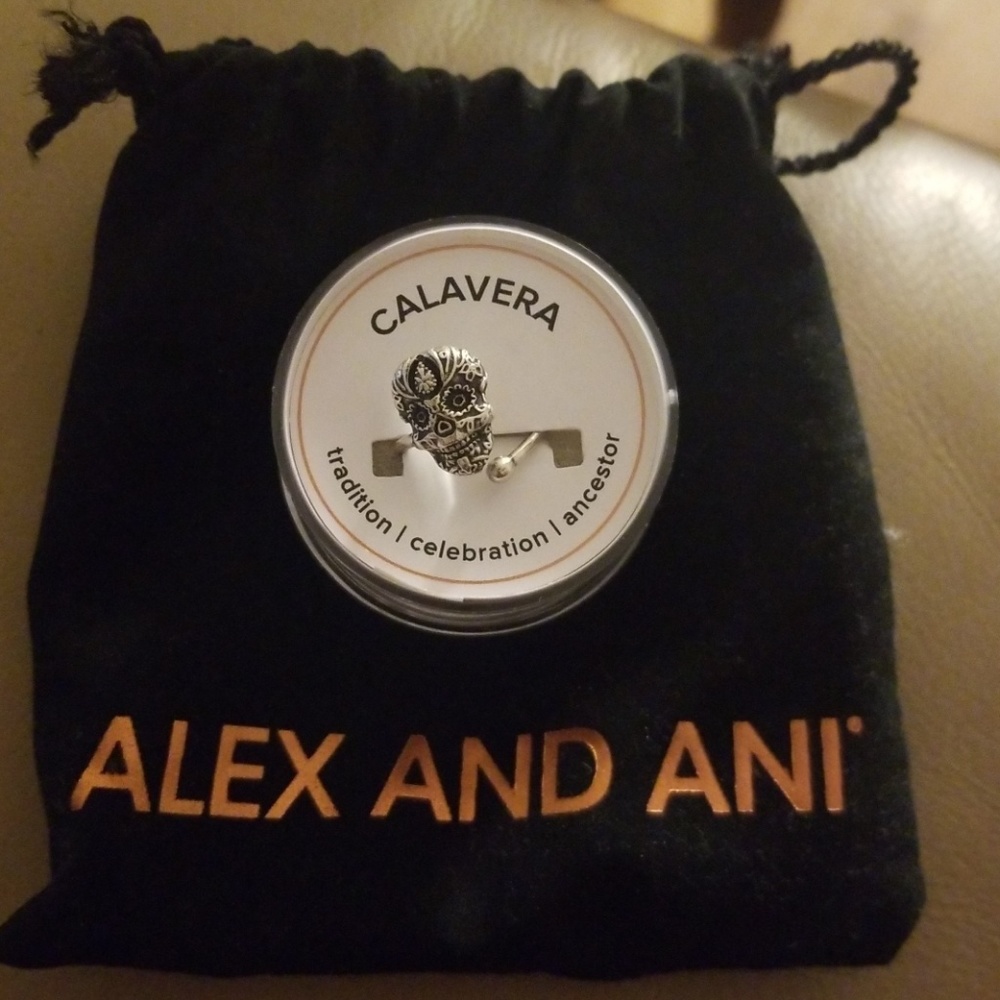 CALAVERA
tradition | celebration | ancestor
ALEX AND ANI